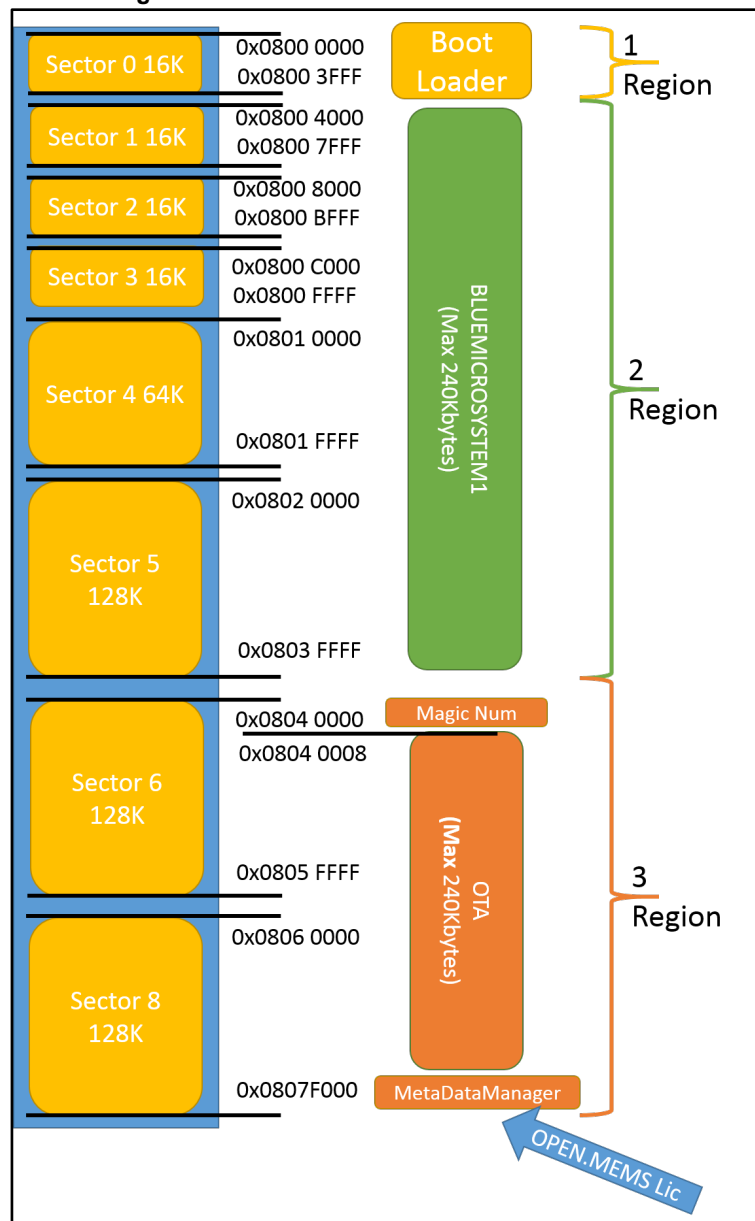 Sector 0 16K
0x0800 0000
0x0800 3FFF
Boot
Loader
1
Region
Sector 1 16K
0x0800 4000
0x0800 7FFF
Sector 2 16K
0x0800 8000
0x0800 BFFF
Sector 3 16K
0x0800 C000
0x0800 FFFF
BLUEMICROSYSTEM1
(Max 240Kbytes)
2
Region
Sector 4 64K
0x0801 0000
0x0801 FFFF
Sector 5
128K
0x0802 0000
0x0803 FFFF
Magic Num
0x0804 0000
0x0804 0008
Sector 6
128K
0x0805 FFFF
OTA
(Max 240Kbytes)
3
Region
0x0806 0000
Sector 8
128K
0x0807F000
MetaDataManager
OPEN.MEMS Lic